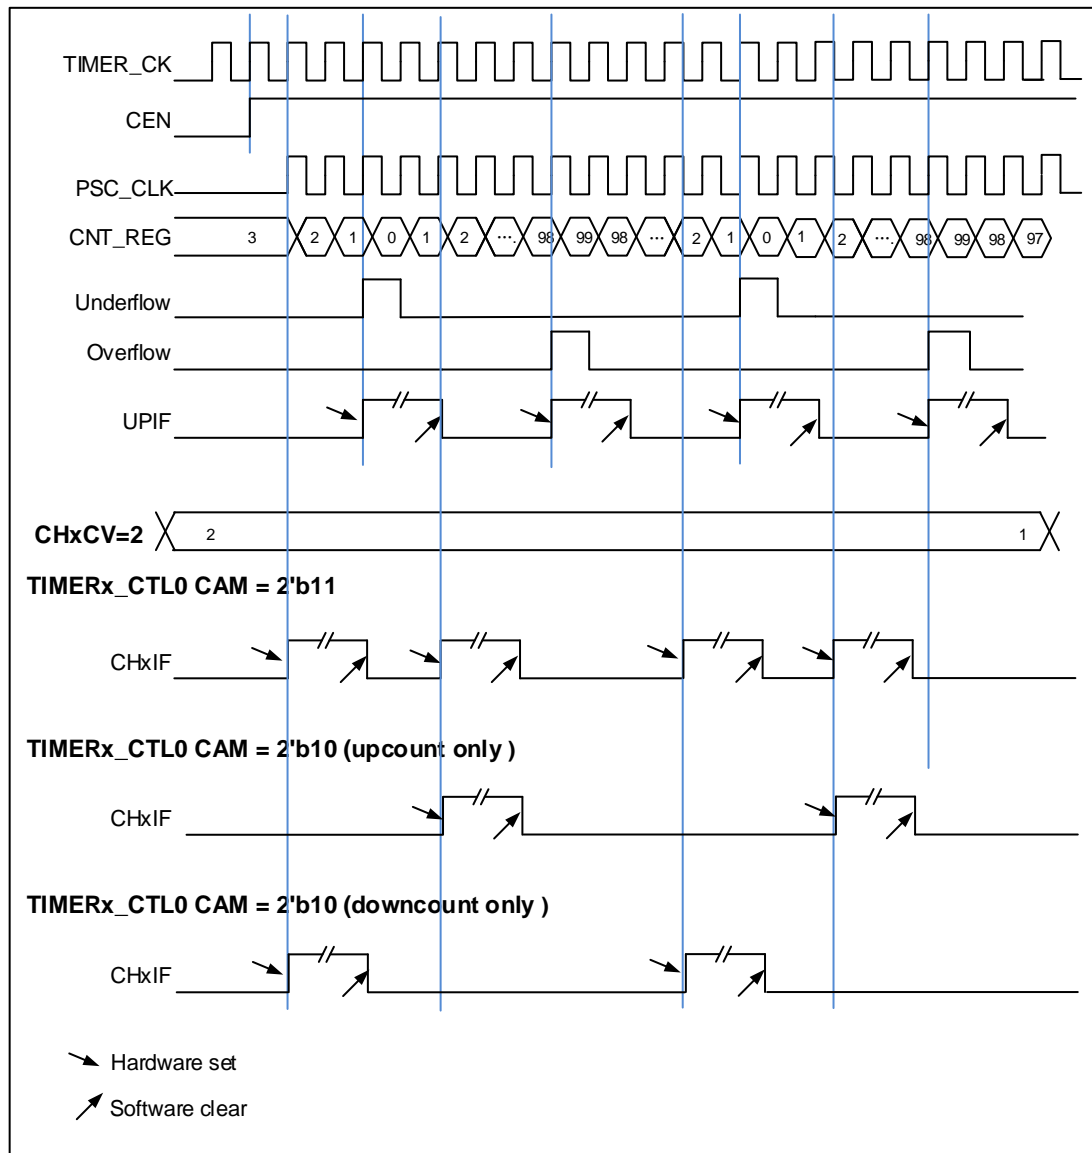 TIMER_CK
CEN
PSC_CLK
CNT_REG 3 2 1 0 1 2 .... 98 99 98 ... 2 1 0 1 2 .... 98 99 98 97
Underflow
Overflow
UPIF
CHxCV=2 2 1
TIMERx_CTL0 CAM = 2'b11
CHxIF
TIMERx_CTL0 CAM = 2'b10 (upcount only )
CHxIF
TIMERx_CTL0 CAM = 2'b10 (downcount only )
CHxIF
Hardware set
Software clear